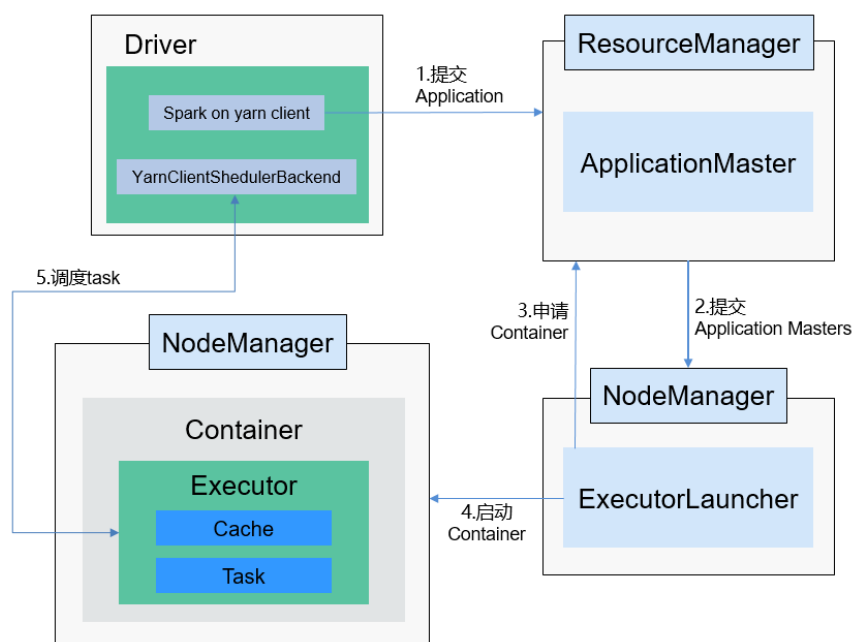 Driver
Spark on yarn client
YarnClientShedulerBackend
1.提交
Application
ResourceManager
ApplicationMaster
5.调度task
3.申请
Container
2.提交
Application Masters
NodeManager
Container
Executor
Cache
Task
4.启动
Container
NodeManager
ExecutorLauncher